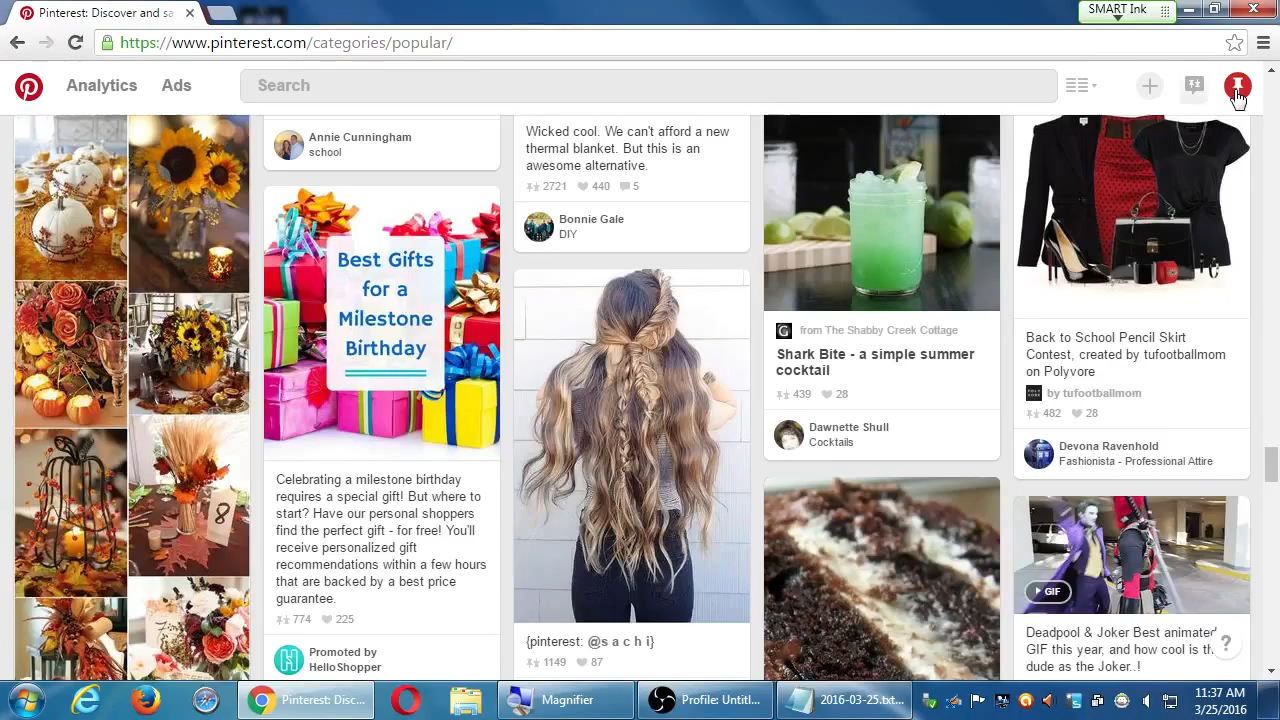 Pinterest: Discover and sa
SMART Ink
https://www.pinterest.com/categories/popular/
Analytics
Ads
Search
8
Annie Cunningham
school
Best Gifts
for a
Milestone
Birthday
Celebrating a milestone birthday
requires a special gift! But where to
start? Have our personal shoppers
find the perfect gift - for free! You'll
receive personalized gift
recommendations within a few hours
that are backed by a best price
guarantee.
774 225
Promoted by
HelloShopper
Wicked cool. We can't afford a new
thermal blanket. But this is an
awesome alternative.
2721 440 5
Bonnie Gale
DIY
{pinterest: @s a c h i}
1149 87
from The Shabby Creek Cottage
Shark Bite - a simple summer
cocktail
439 28
Dawnette Shull
Cocktails
Back to School Pencil Skirt
Contest, created by tufootballmom
on Polyvore
by tufootballmom
482 28
Devona Ravenhold
Fashionista - Professional Attire
GIF
Deadpool & Joker Best animated
GIF this year, and how cool is
dude as the Joker..!
?
Pinterest: Disc...
Magnifier
Profile: Untitl...
2016-03-25.txt...
11:37 AM
3/25/2016